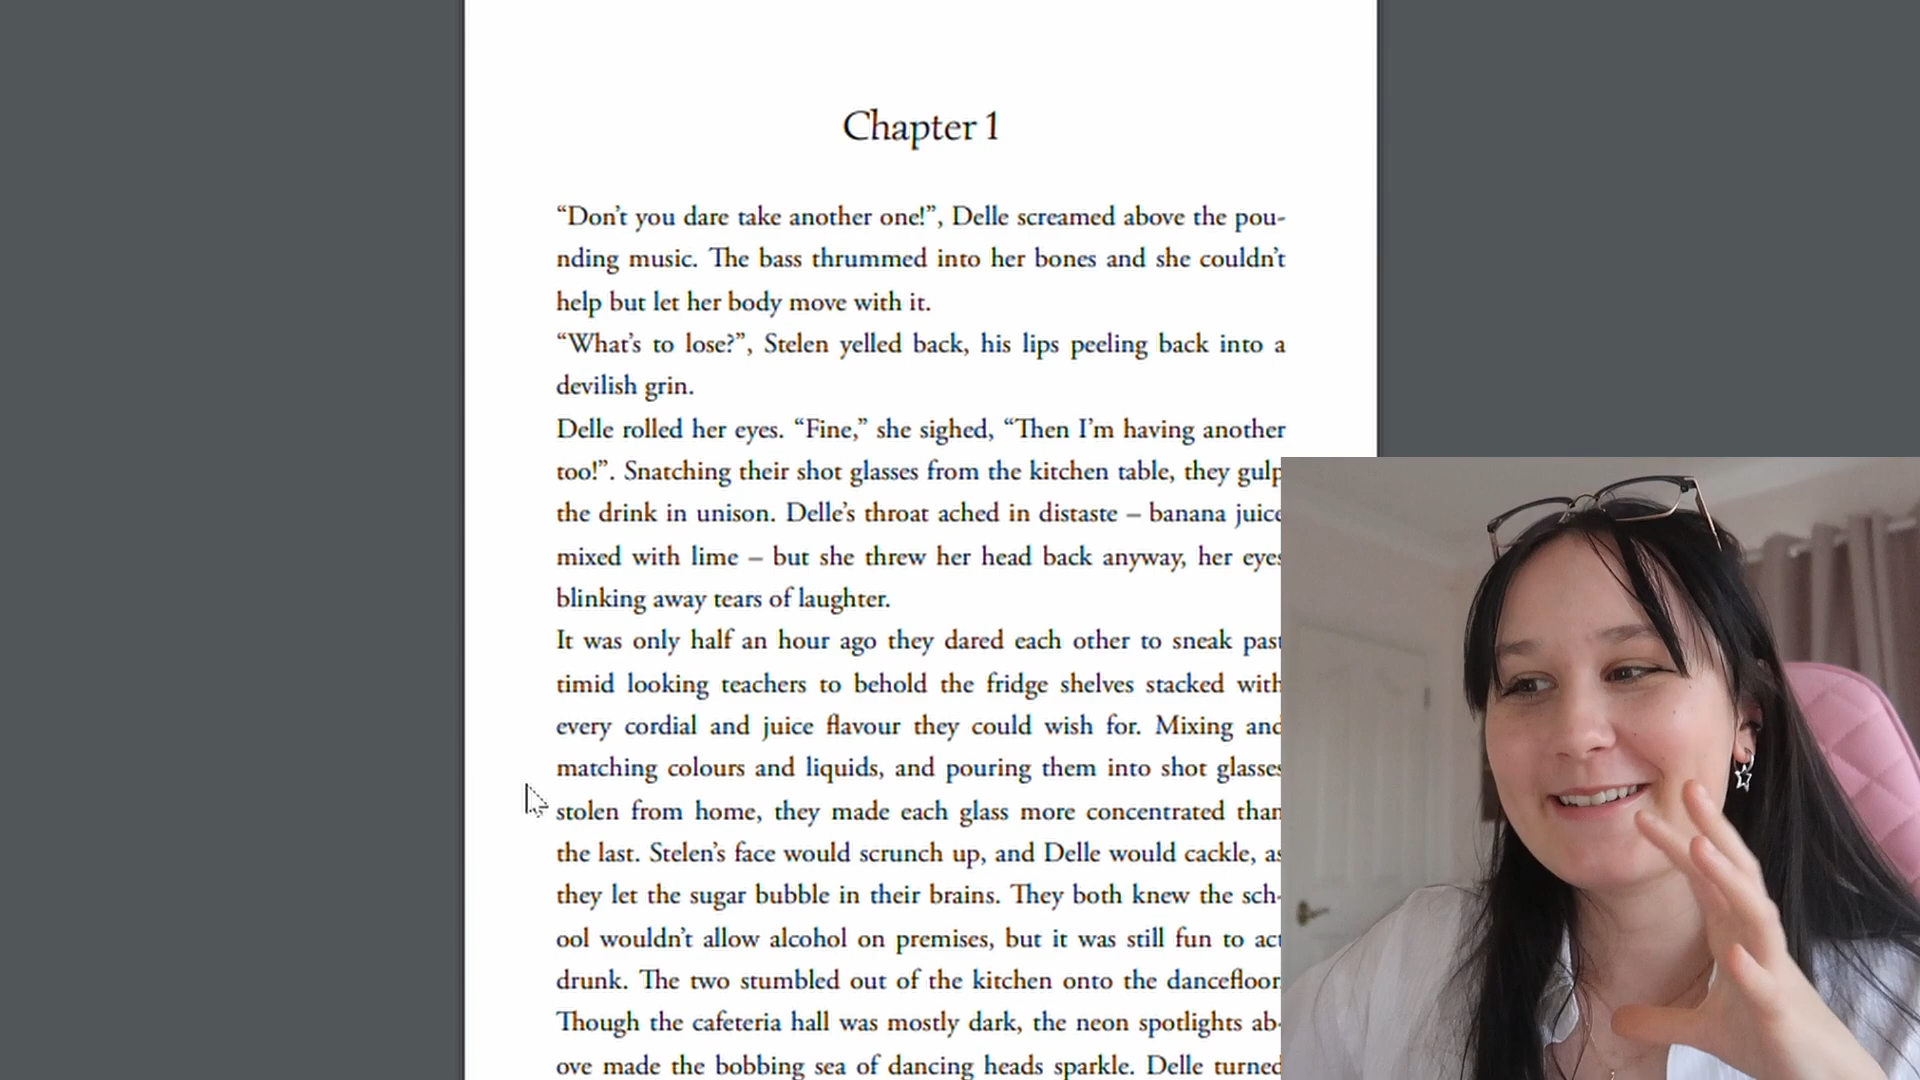 Chapter 1
“Don’t you dare take another one!”, Delle screamed above the pou-
nding music. The bass thrummed into her bones and she couldn’t
help but let her body move with it.
“What’s to lose?”, Stelen yelled back, his lips peeling back into a
devilish grin.
Delle rolled her eyes. “Fine,” she sighed, “Then I’m having another
too!”. Snatching their shot glasses from the kitchen table, they gulp
the drink in unison. Delle’s throat ached in distaste – banana juice
mixed with lime – but she threw her head back anyway, her eyes
blinking away tears of laughter.
It was only half an hour ago they dared each other to sneak past
timid looking teachers to behold the fridge shelves stacked with
every cordial and juice flavour they could wish for. Mixing and
matching colours and liquids, and pouring them into shot glasses
stolen from home, they made each glass more concentrated than
the last. Stelen’s face would scrunch up, and Delle would cackle, as
they let the sugar bubble in their brains. They both knew the sch-
ool wouldn’t allow alcohol on premises, but it was still fun to act
drunk. The two stumbled out of the kitchen onto the dancefloor.
Though the cafeteria hall was mostly dark, the neon spotlights ab-
ove made the bobbing sea of dancing heads sparkle. Delle turned